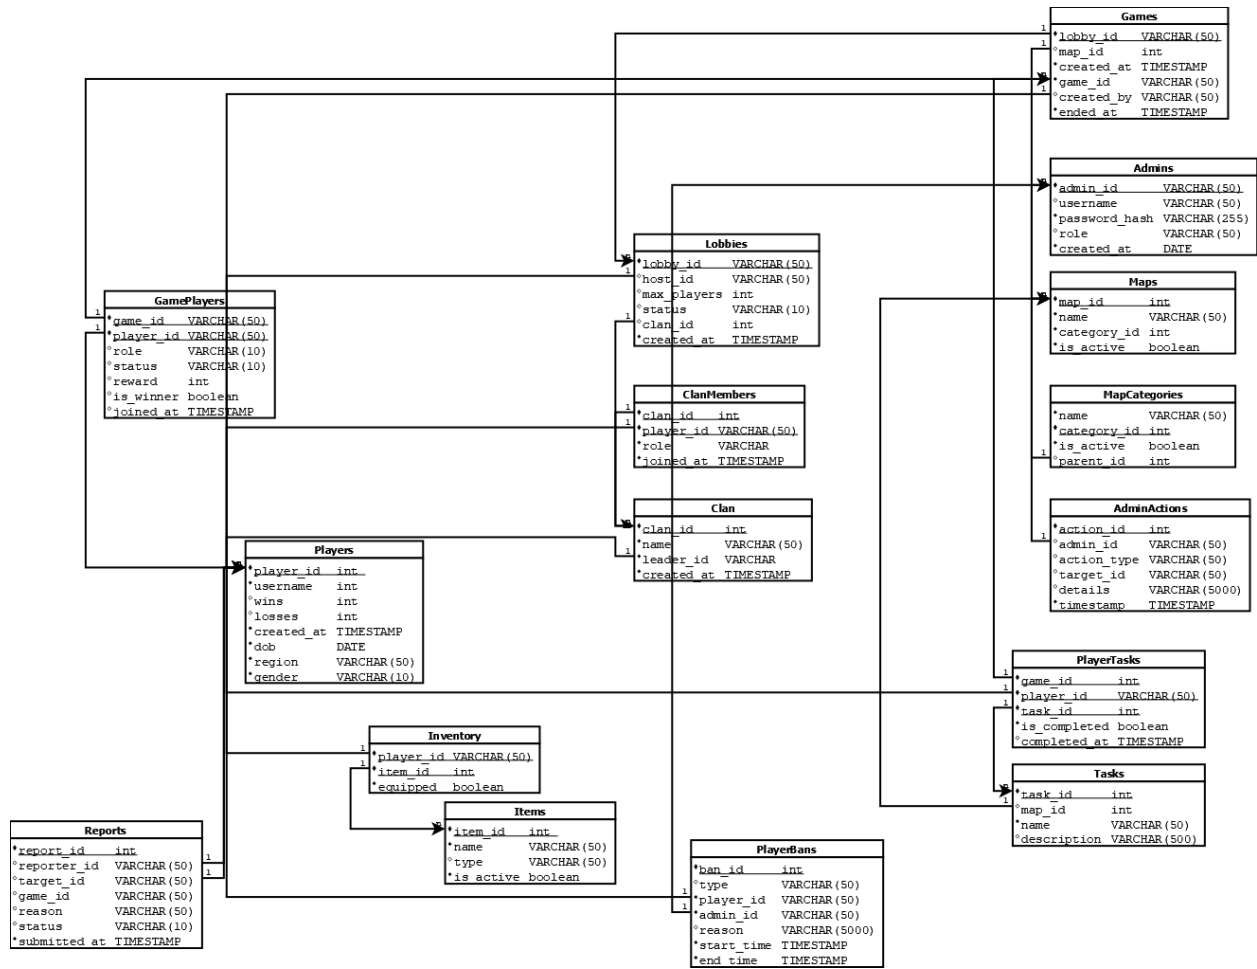 Games
lobby_id VARCHAR(50)
map_id int
created_at TIMESTAMP
game_id VARCHAR(50)
created_by VARCHAR(50)
ended_at TIMESTAMP
Admins
admin_id VARCHAR(50)
username VARCHAR(50)
password_hash VARCHAR(255)
role VARCHAR(50)
created_at DATE
Lobbies
lobby_id VARCHAR(50)
host_id VARCHAR(50)
max_players int
status VARCHAR(10)
clan_id int
created_at TIMESTAMP
Maps
map_id int
name VARCHAR(50)
category_id int
is_active boolean
GamePlayers
game_id VARCHAR(50)
player_id VARCHAR(50)
role VARCHAR(10)
status VARCHAR(10)
reward int
is_winner boolean
joined_at TIMESTAMP
ClanMembers
clan_id int
player_id VARCHAR(50)
role VARCHAR
joined_at TIMESTAMP
MapCategories
name VARCHAR(50)
category_id int
is_active boolean
parent_id int
Clan
clan_id int
name VARCHAR(50)
leader_id VARCHAR
created_at TIMESTAMP
AdminActions
action_id int
admin_id VARCHAR(50)
action_type VARCHAR(50)
target_id VARCHAR(50)
details VARCHAR(5000)
timestamp TIMESTAMP
Players
player_id int
username int
wins int
losses int
created_at TIMESTAMP
dob DATE
region VARCHAR(50)
gender VARCHAR(10)
PlayerTasks
game_id int
player_id VARCHAR(50)
task_id int
is_completed boolean
completed_at TIMESTAMP
Inventory
player_id VARCHAR(50)
item_id int
equipped boolean
Tasks
task_id int
map_id int
name VARCHAR(50)
description VARCHAR(500)
Items
item_id int
name VARCHAR(50)
type VARCHAR(50)
is_active boolean
Reports
report_id int
reporter_id VARCHAR(50)
target_id VARCHAR(50)
game_id VARCHAR(50)
reason VARCHAR(50)
status VARCHAR(10)
submitted_at TIMESTAMP
PlayerBans
ban_id int
type VARCHAR(50)
player_id VARCHAR(50)
admin_id VARCHAR(50)
reason VARCHAR(5000)
start_time TIMESTAMP
end_time TIMESTAMP